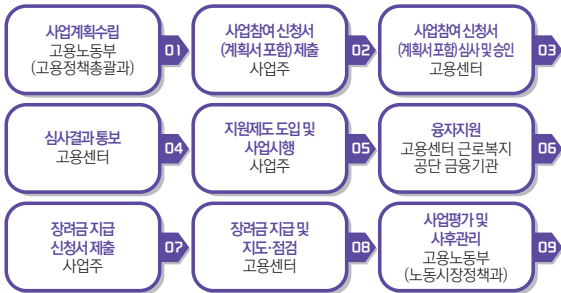 사업계획수립
고용노동부
(고용정책총괄과)
01
사업참여 신청서
(계획서 포함) 제출
사업주
02
사업참여 신청서
(계획서 포함) 심사 및 승인
고용센터
03
심사결과 통보
고용센터
04
지원제도 도입 및
사업시행
사업주
05
융자지원
고용센터 근로복지
공단 금융기관
06
장려금 지급
신청서 제출
사업주
07
장려금 지급 및
지도·점검
고용센터
08
사업평가 및
사후관리
고용노동부
(노동시장정책과)
09